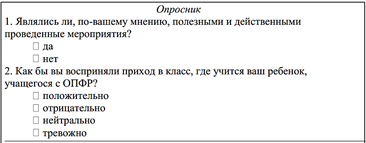 Опросник
1. Являлись ли, по-вашему мнению, полезными и действенными
проведенные мероприятия?
□ да
□ нет
2. Как бы вы восприняли приход в класс, где учится ваш ребенок,
учащегося с ОПФР?
□ положительно
□ отрицательно
□ нейтрально
□ тревожно